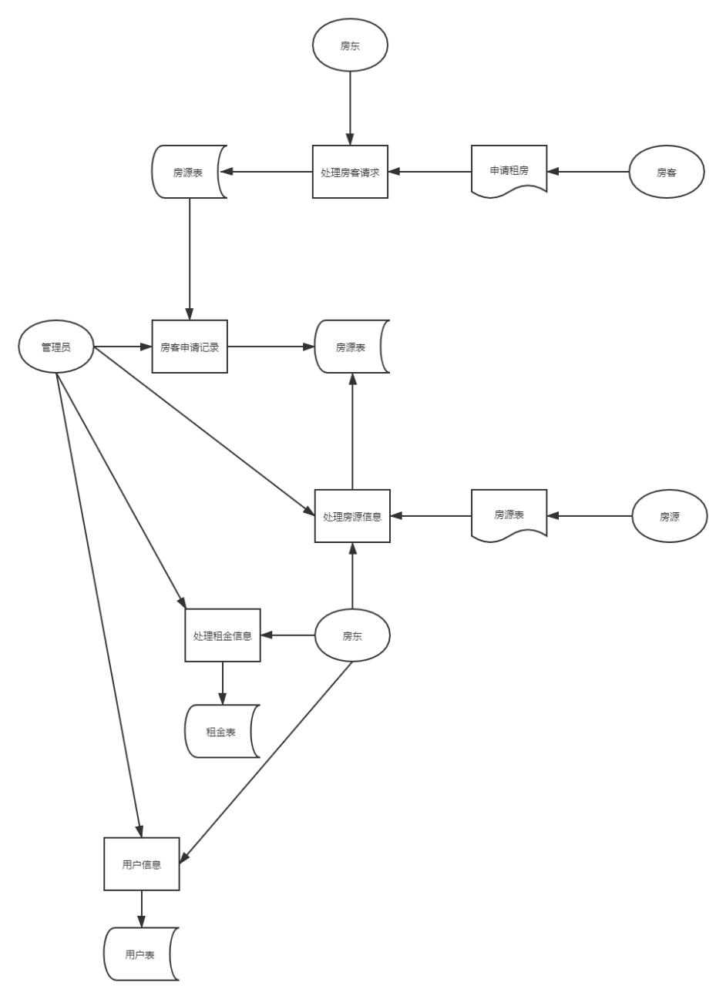 房东
房源表
处理房客请求
申请租房
房客
管理员
房客申请记录
房源表
处理房源信息
房源表
房源
处理租金信息
房东
租金表
用户信息
用户表